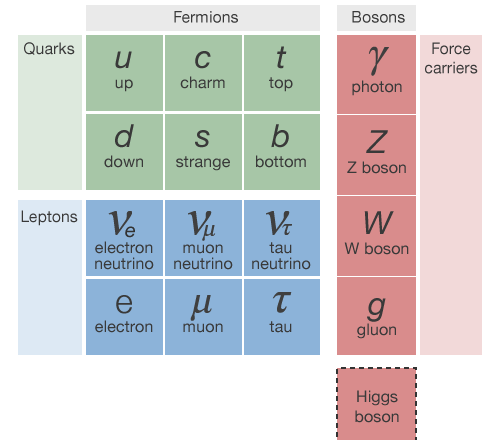 Fermions
Bosons
Quarks
u
up
c
charm
t
top
γ
photon
Force
carriers
d
down
s
strange
b
bottom
Z
Z boson
Leptons
νe
electron
neutrino
νμ
muon
neutrino
ντ
tau
neutrino
W
W boson
e
electron
μ
muon
τ
tau
g
gluon
Higgs
boson